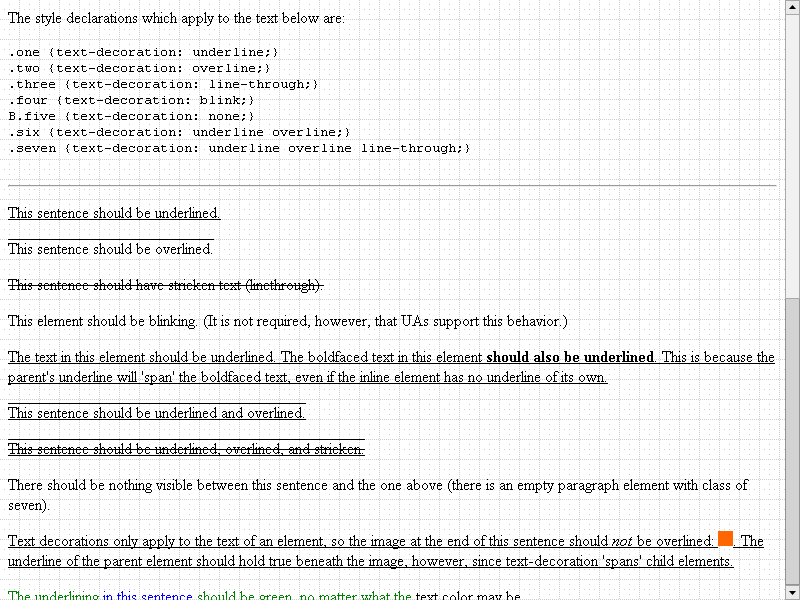 The style declarations which apply to the text below are:
.one {text-decoration: underline;}
.two {text-decoration: overline;}
.three {text-decoration: line-through;}
.four {text-decoration: blink;}
B.five {text-decoration: none;}
.six {text-decoration: underline overline;}
.seven {text-decoration: underline overline line-through;}
This sentence should be underlined.
This sentence should be overlined.
This sentence should have stricken text (linethrough).
This element should be blinking. (It is not required, however, that UAs support this behavior.)
The text in this element should be underlined. The boldfaced text in this element should also be underlined. This is because the
parent's underline will 'span' the boldfaced text, even if the inline element has no underline of its own.
This sentence should be underlined and overlined.
This sentence should be underlined, overlined, and stricken.
There should be nothing visible between this sentence and the one above (there is an empty paragraph element with class of
seven).
Text decorations only apply to the text of an element, so the image at the end of this sentence should not be overlined: . The
underline of the parent element should hold true beneath the image, however, since text-decoration 'spans' child elements.
The underlining in this sentence should be green, no matter what the text color may be.